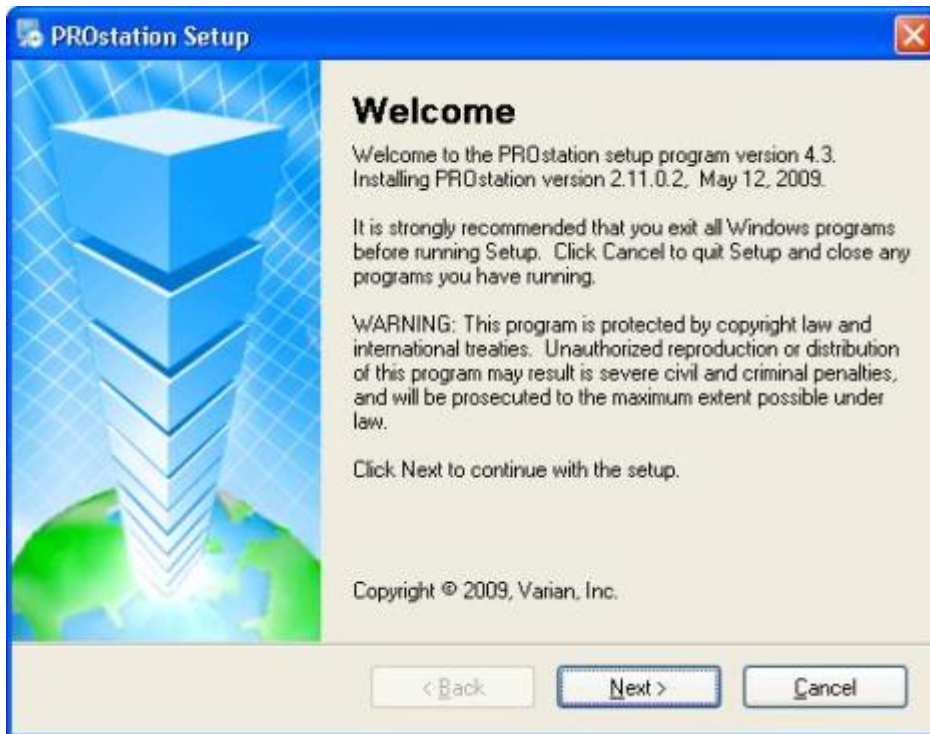 PROstation Setup
Welcome
Welcome to the PROstation setup program version 4.3.
Installing PROstation version 2.11.0.2, May 12, 2009.
It is strongly recommended that you exit all Windows programs
before running Setup. Click Cancel to quit Setup and close any
programs you have running.
WARNING: This program is protected by copyright law and
international treaties. Unauthorized reproduction or distribution
of this program may result is severe civil and criminal penalties,
and will be prosecuted to the maximum extent possible under
law.
Click Next to continue with the setup.
Copyright © 2009, Varian, Inc.
< Back Next > Cancel